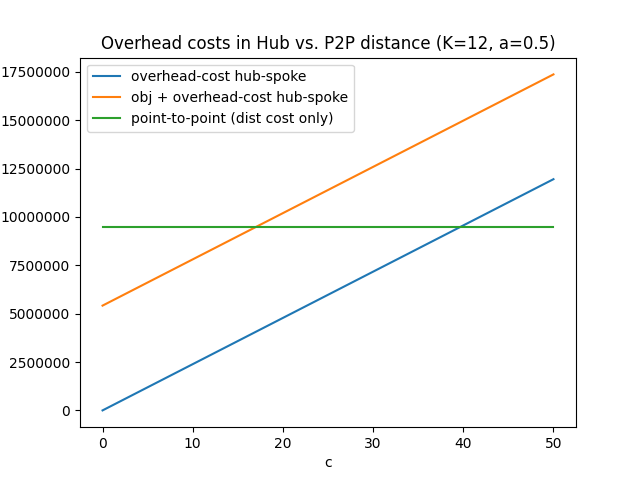 Overhead costs in Hub vs. P2P distance (K=12, a=0.5)
overhead-cost hub-spoke
obj + overhead-cost hub-spoke
point-to-point (dist cost only)
17500000
15000000
12500000
10000000
7500000
5000000
2500000
0
0 10 20 30 40 50
c